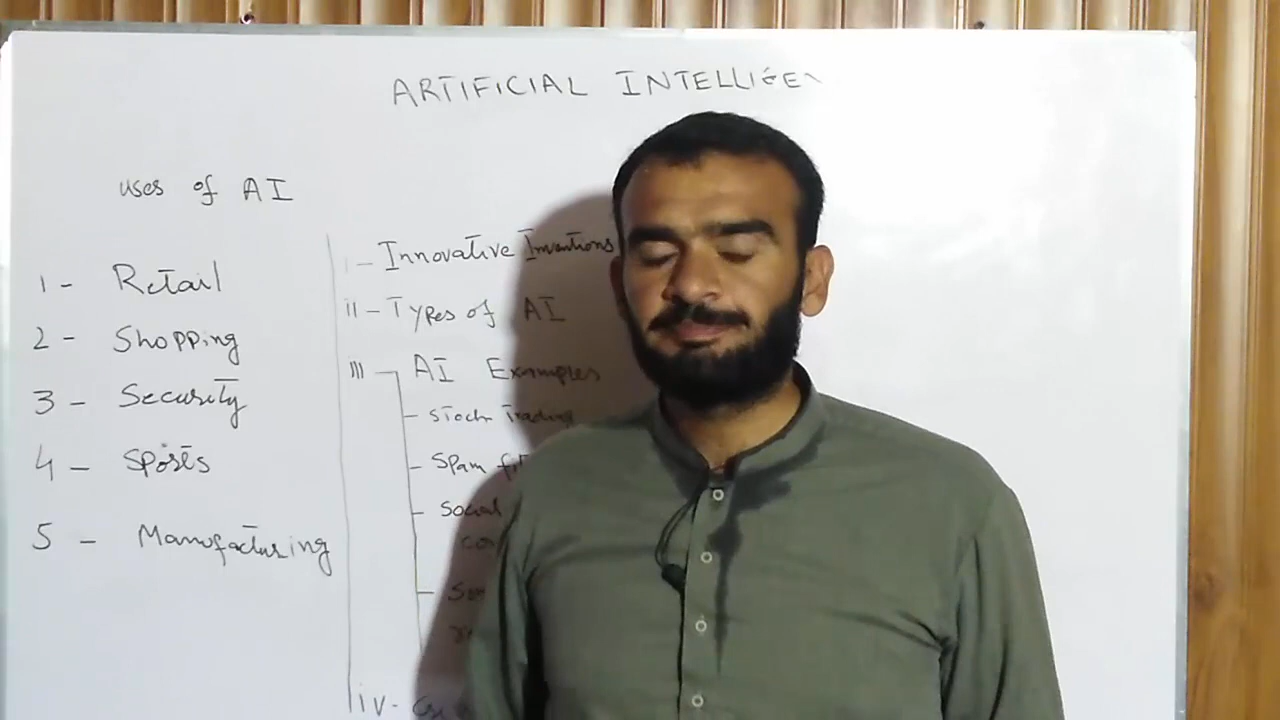 ARTIFICIAL INTELLIGEN
uses of AI
1 - Retail
2 - Shopping
3 - Security
4 - Sports
5 - Manufacturing
i - Innovative Inventions
ii - Types of AI
iii - AI Examples
- Stock Trading
- Spam
- Social
iv -